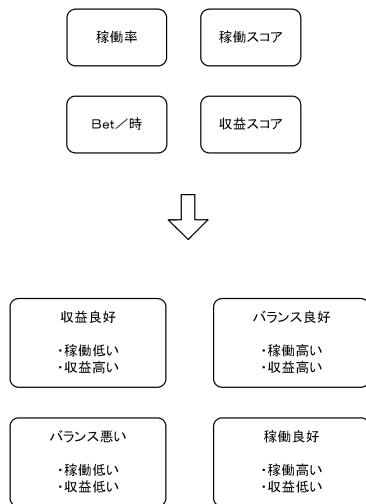 稼働率
稼働スコア
Bet／時
収益スコア
収益良好
・稼働低い
・収益高い
バランス良好
・稼働高い
・収益高い
バランス悪い
・稼働低い
・収益低い
稼働良好
・稼働高い
・収益低い